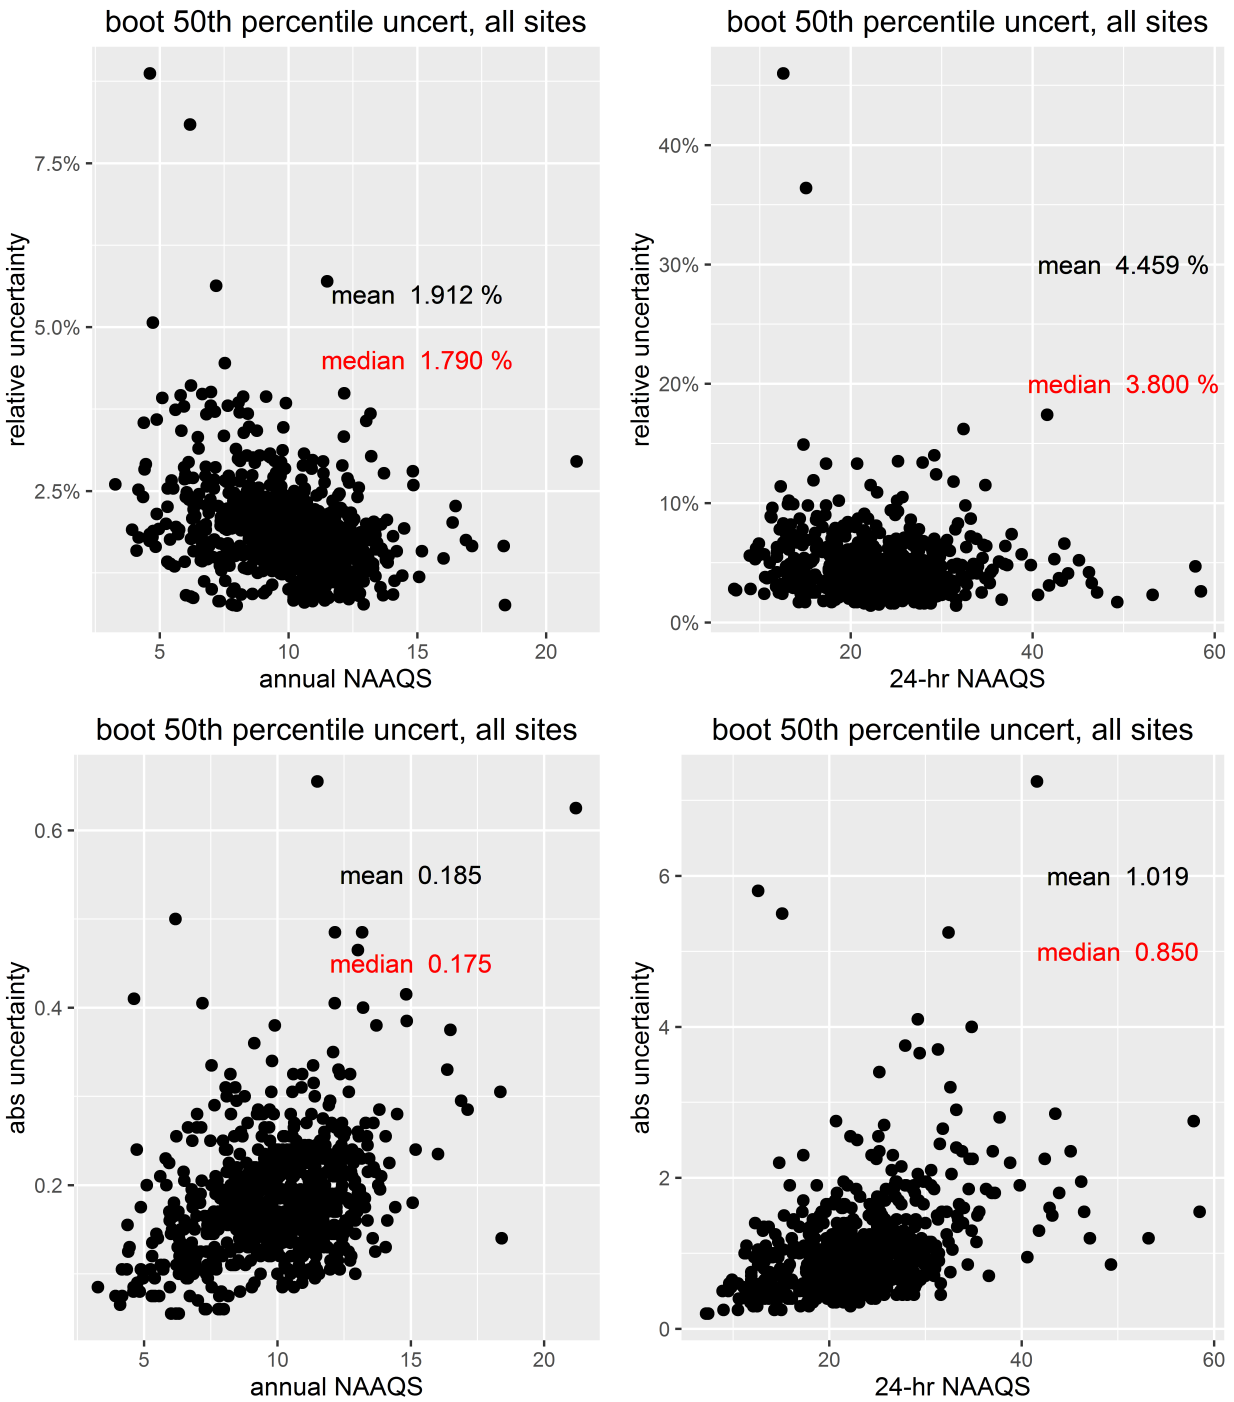 boot 50th percentile uncert, all sites
relative uncertainty
7.5%
5.0%
2.5%
mean 1.912 %
median 1.790 %
5 10 15 20
annual NAAQS
boot 50th percentile uncert, all sites
relative uncertainty
40%
30%
20%
10%
0%
mean 4.459 %
median 3.800 %
20 40 60
24-hr NAAQS
boot 50th percentile uncert, all sites
abs uncertainty
0.6
0.4
0.2
mean 0.185
median 0.175
5 10 15 20
annual NAAQS
boot 50th percentile uncert, all sites
abs uncertainty
6
4
2
0
mean 1.019
median 0.850
20 40 60
24-hr NAAQS